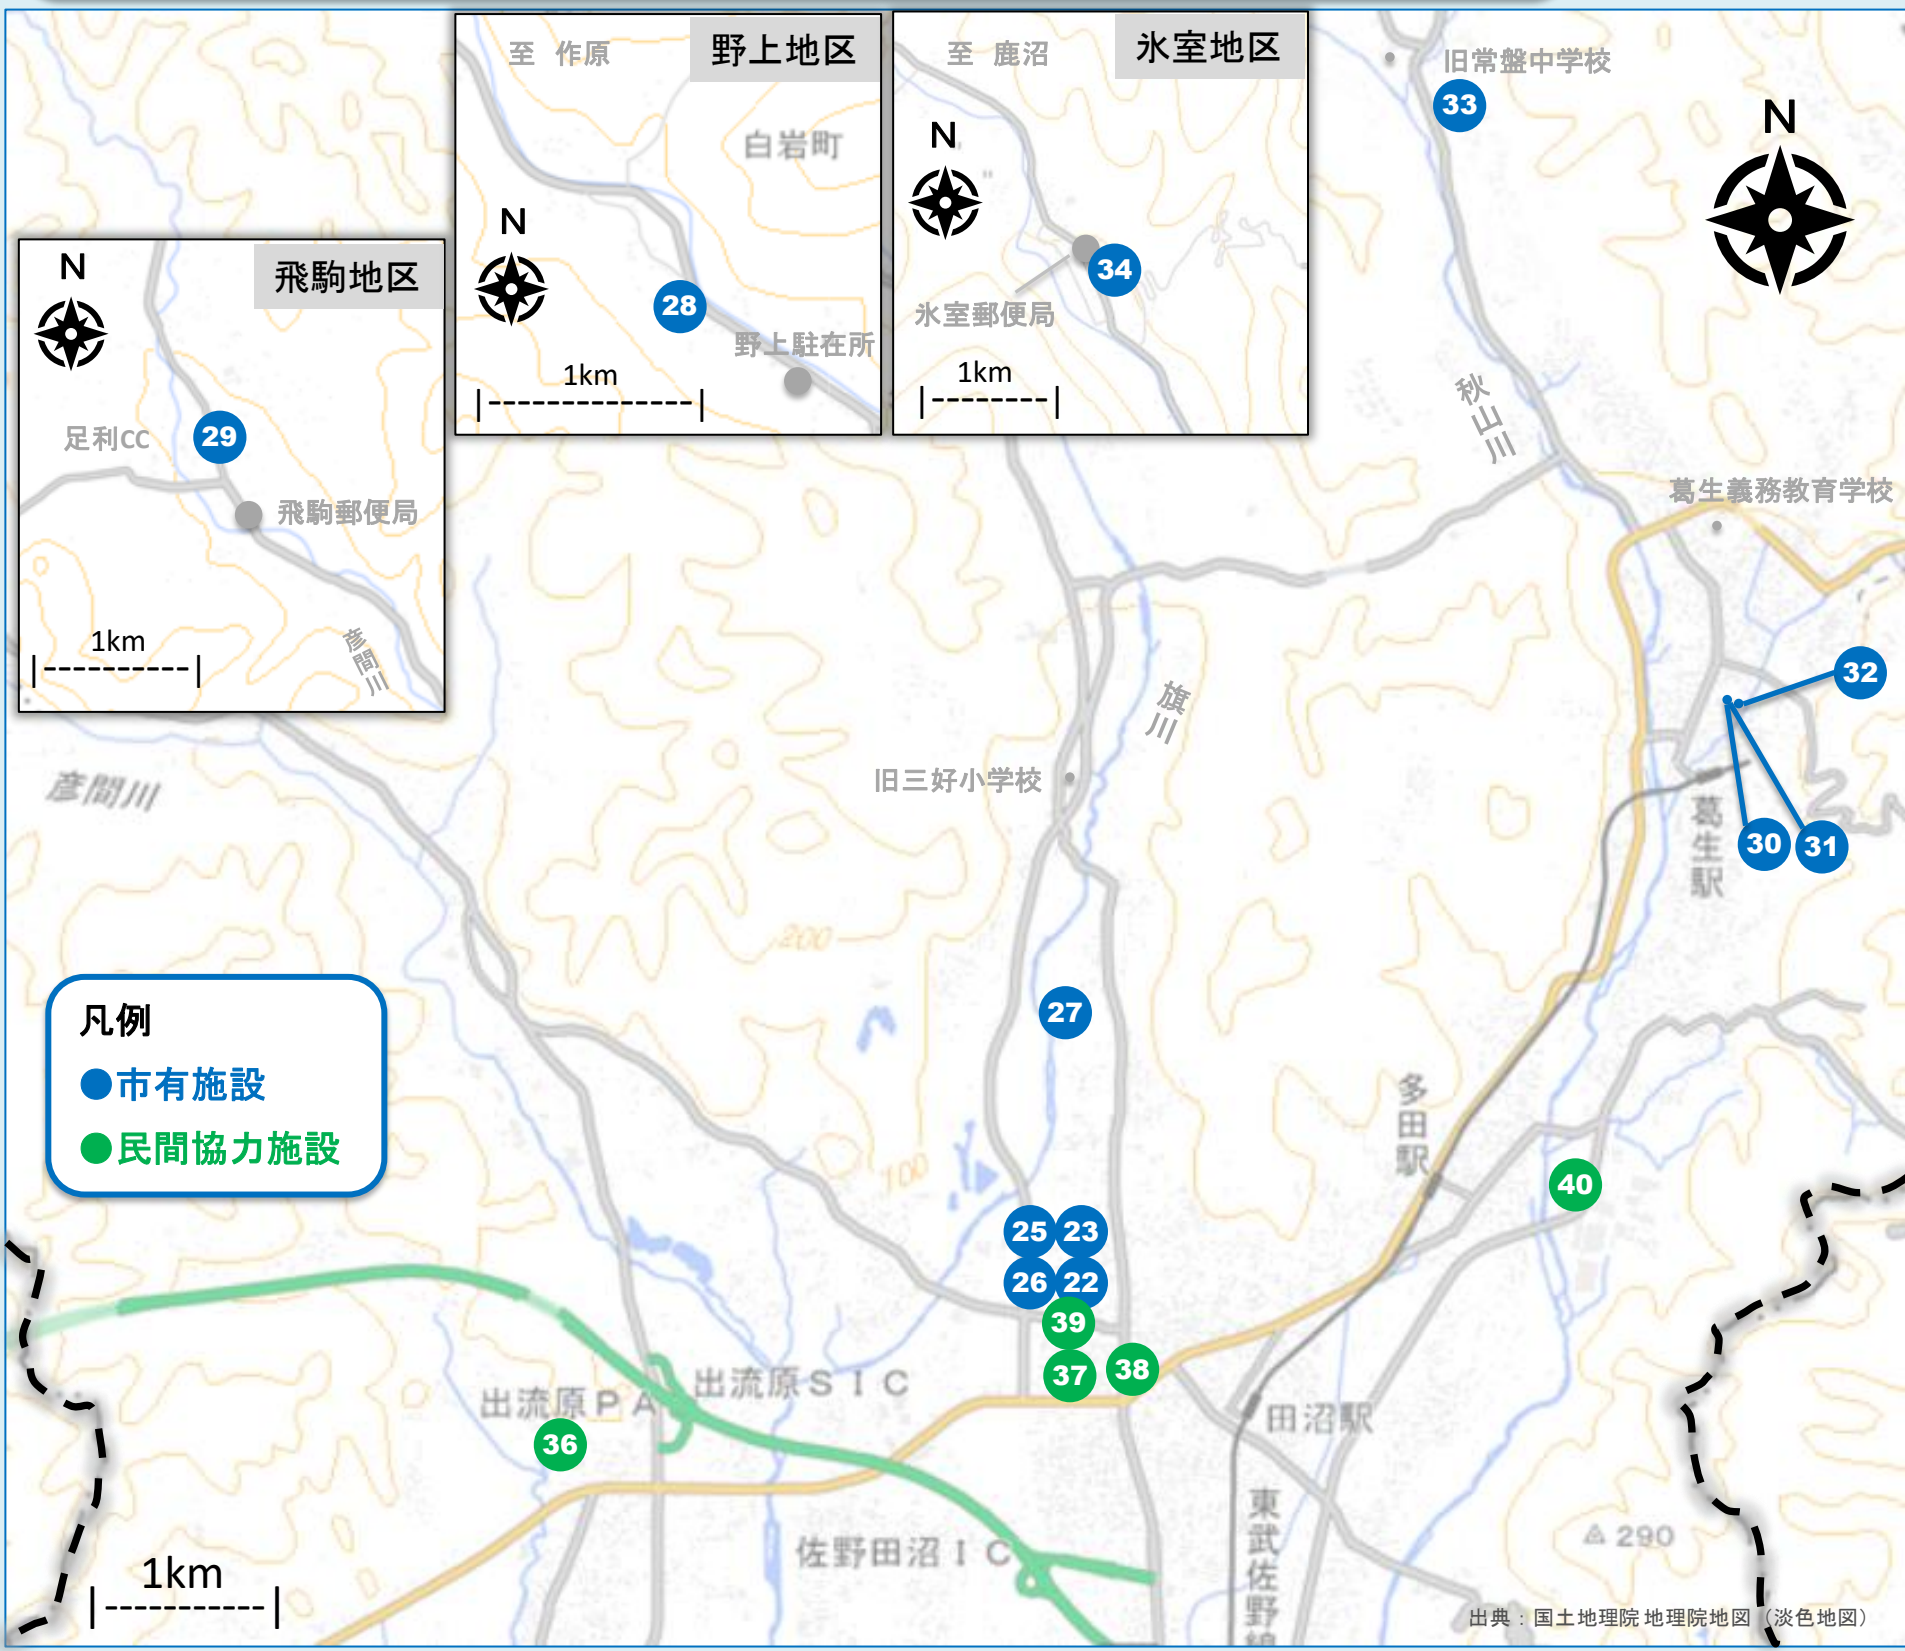 至 作原
野上地区
白岩町
N
28
野上駐在所
1km
至 鹿沼
氷室地区
N
34
氷室郵便局
1km
旧常盤中学校
33
N
飛駒地区
N
足利CC
29
飛駒郵便局
1km
彦間川
秋山川
葛生義務教育学校
32
旗川
旧三好小学校
彦間川
葛生駅
30
31
200
27
凡例
市有施設
民間協力施設
多田駅
100
40
25
23
26
22
39
37
38
出流原SIC
出流原PA
36
田沼駅
佐野田沼IC
東武佐野線
290
1km
出典：国土地理院 地理院地図（淡色地図）